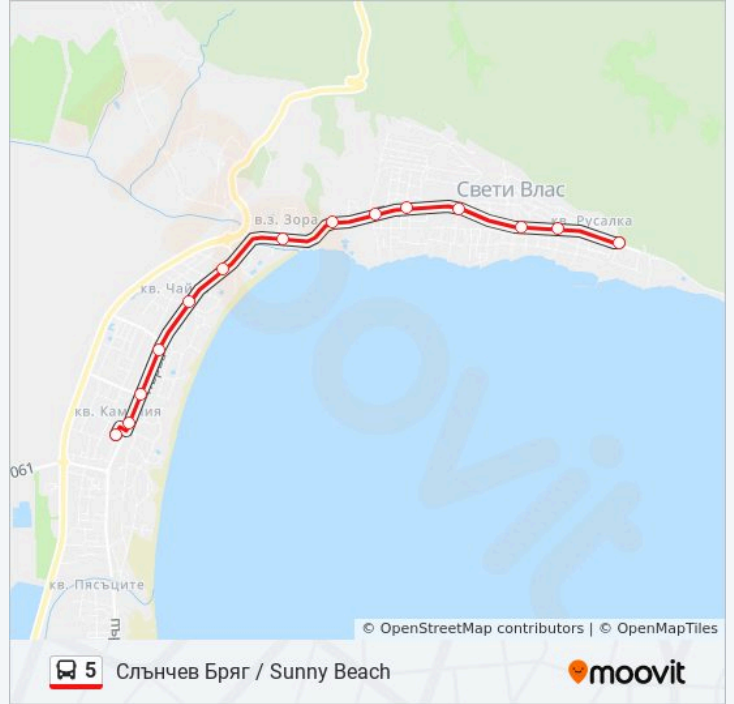 Свети Влас
в.з. Зора
кв. Русалка
кв. Чай
кв. Камелия
061
кв. Пясъците
© OpenStreetMap contributors | © OpenMapTiles
5 Слънчев Бряг / Sunny Beach
moovit